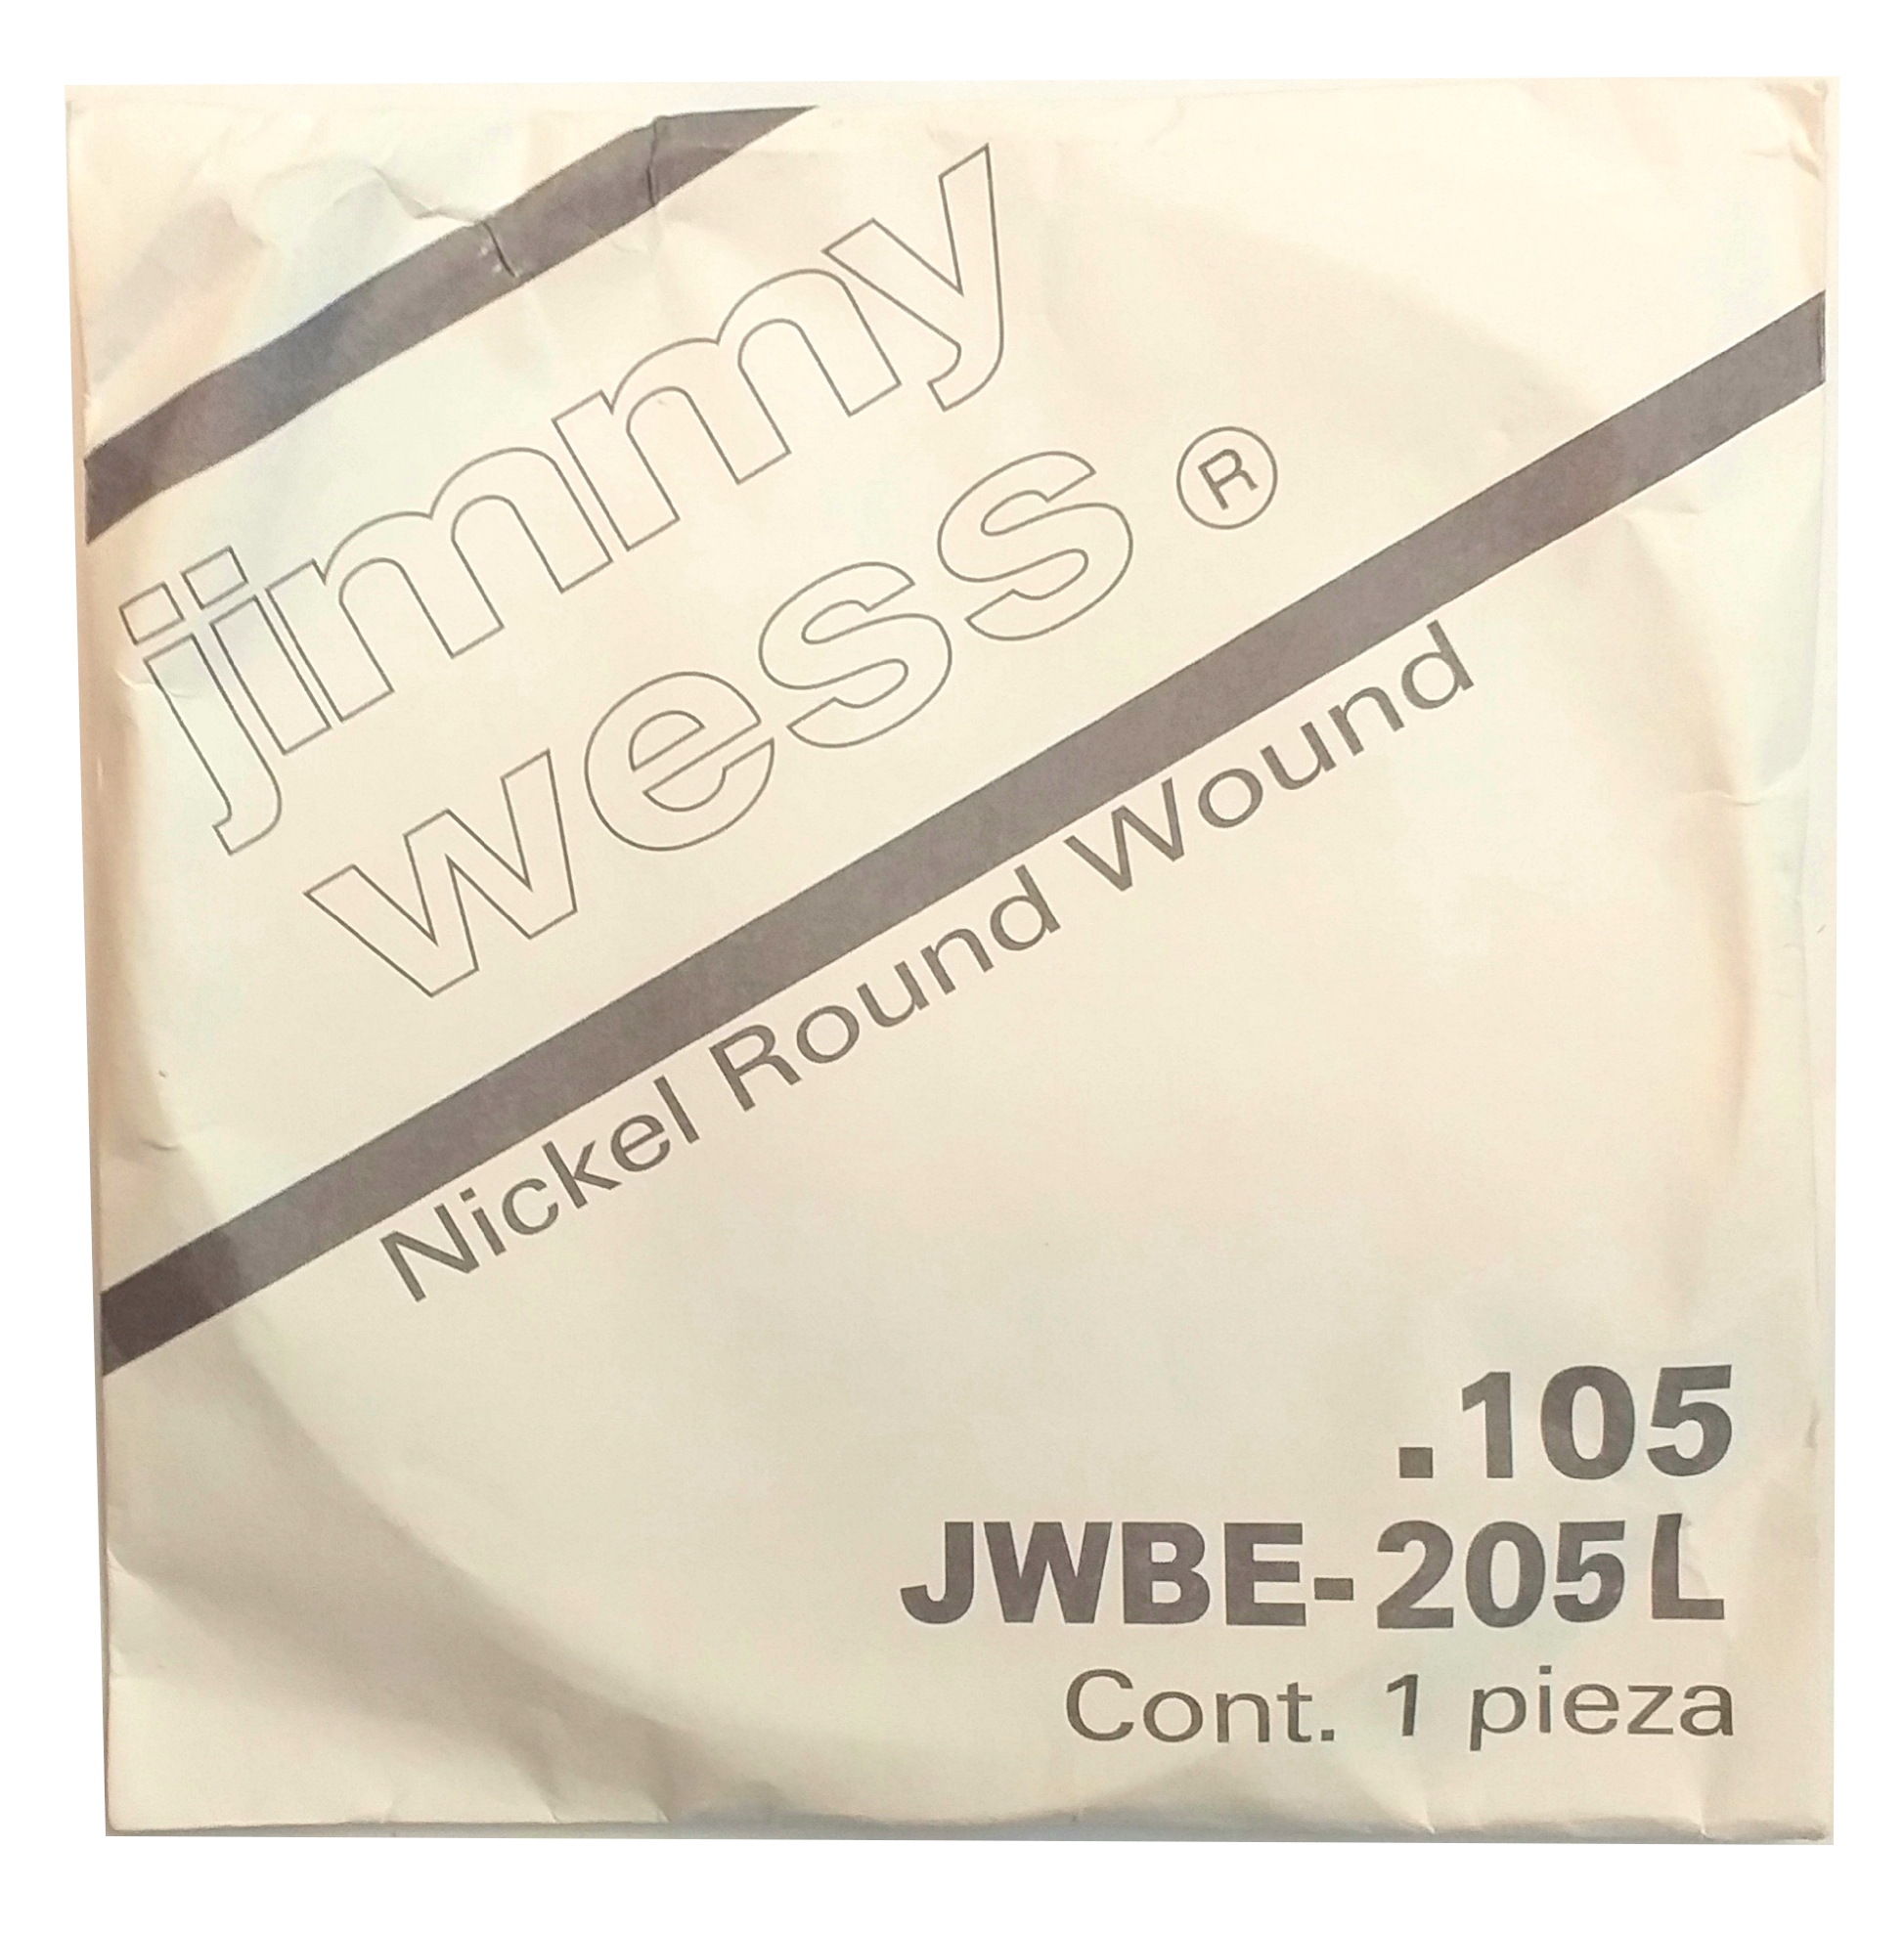 jimmy
wess ®
Nickel Round Wound
.105
JWBE-205L
Cont. 1 pieza